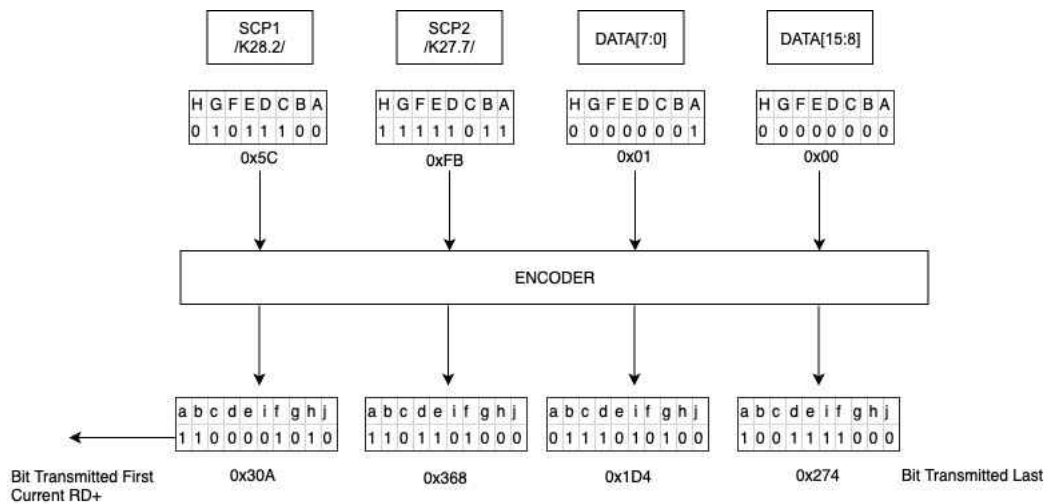 SCP1
/K28.2/
SCP2
/K27.7/
DATA[7:0]
DATA[15:8]
H G F E D C B A
0 1 0 1 1 1 0 0
0x5C
H G F E D C B A
1 1 1 1 1 0 1 1
0xFB
H G F E D C B A
0 0 0 0 0 0 0 1
0x01
H G F E D C B A
0 0 0 0 0 0 0 0
0x00
ENCODER
a b c d e i f g h j
1 1 0 0 0 0 1 0 1 0
0x30A
a b c d e i f g h j
1 1 0 1 1 0 1 0 0 0
0x368
a b c d e i f g h j
0 1 1 1 0 1 0 1 0 0
0x1D4
a b c d e i f g h j
1 0 0 1 1 1 1 0 0 0
0x274
Bit Transmitted First
Current RD+
Bit Transmitted Last